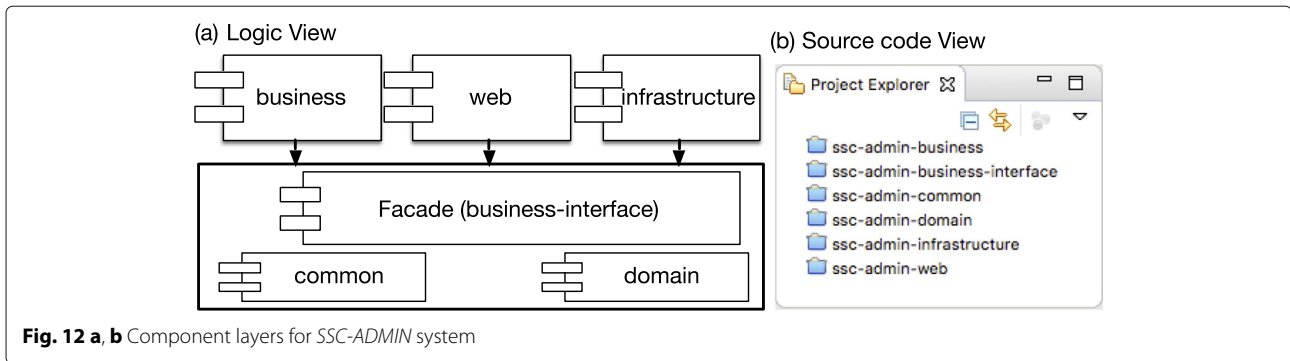 (a) Logic View
business
web
infrastructure
Facade (business-interface)
common
domain
(b) Source code View
Project Explorer
ssc-admin-business
ssc-admin-business-interface
ssc-admin-common
ssc-admin-domain
ssc-admin-infrastructure
ssc-admin-web
Fig. 12 a, b Component layers for SSC-ADMIN system